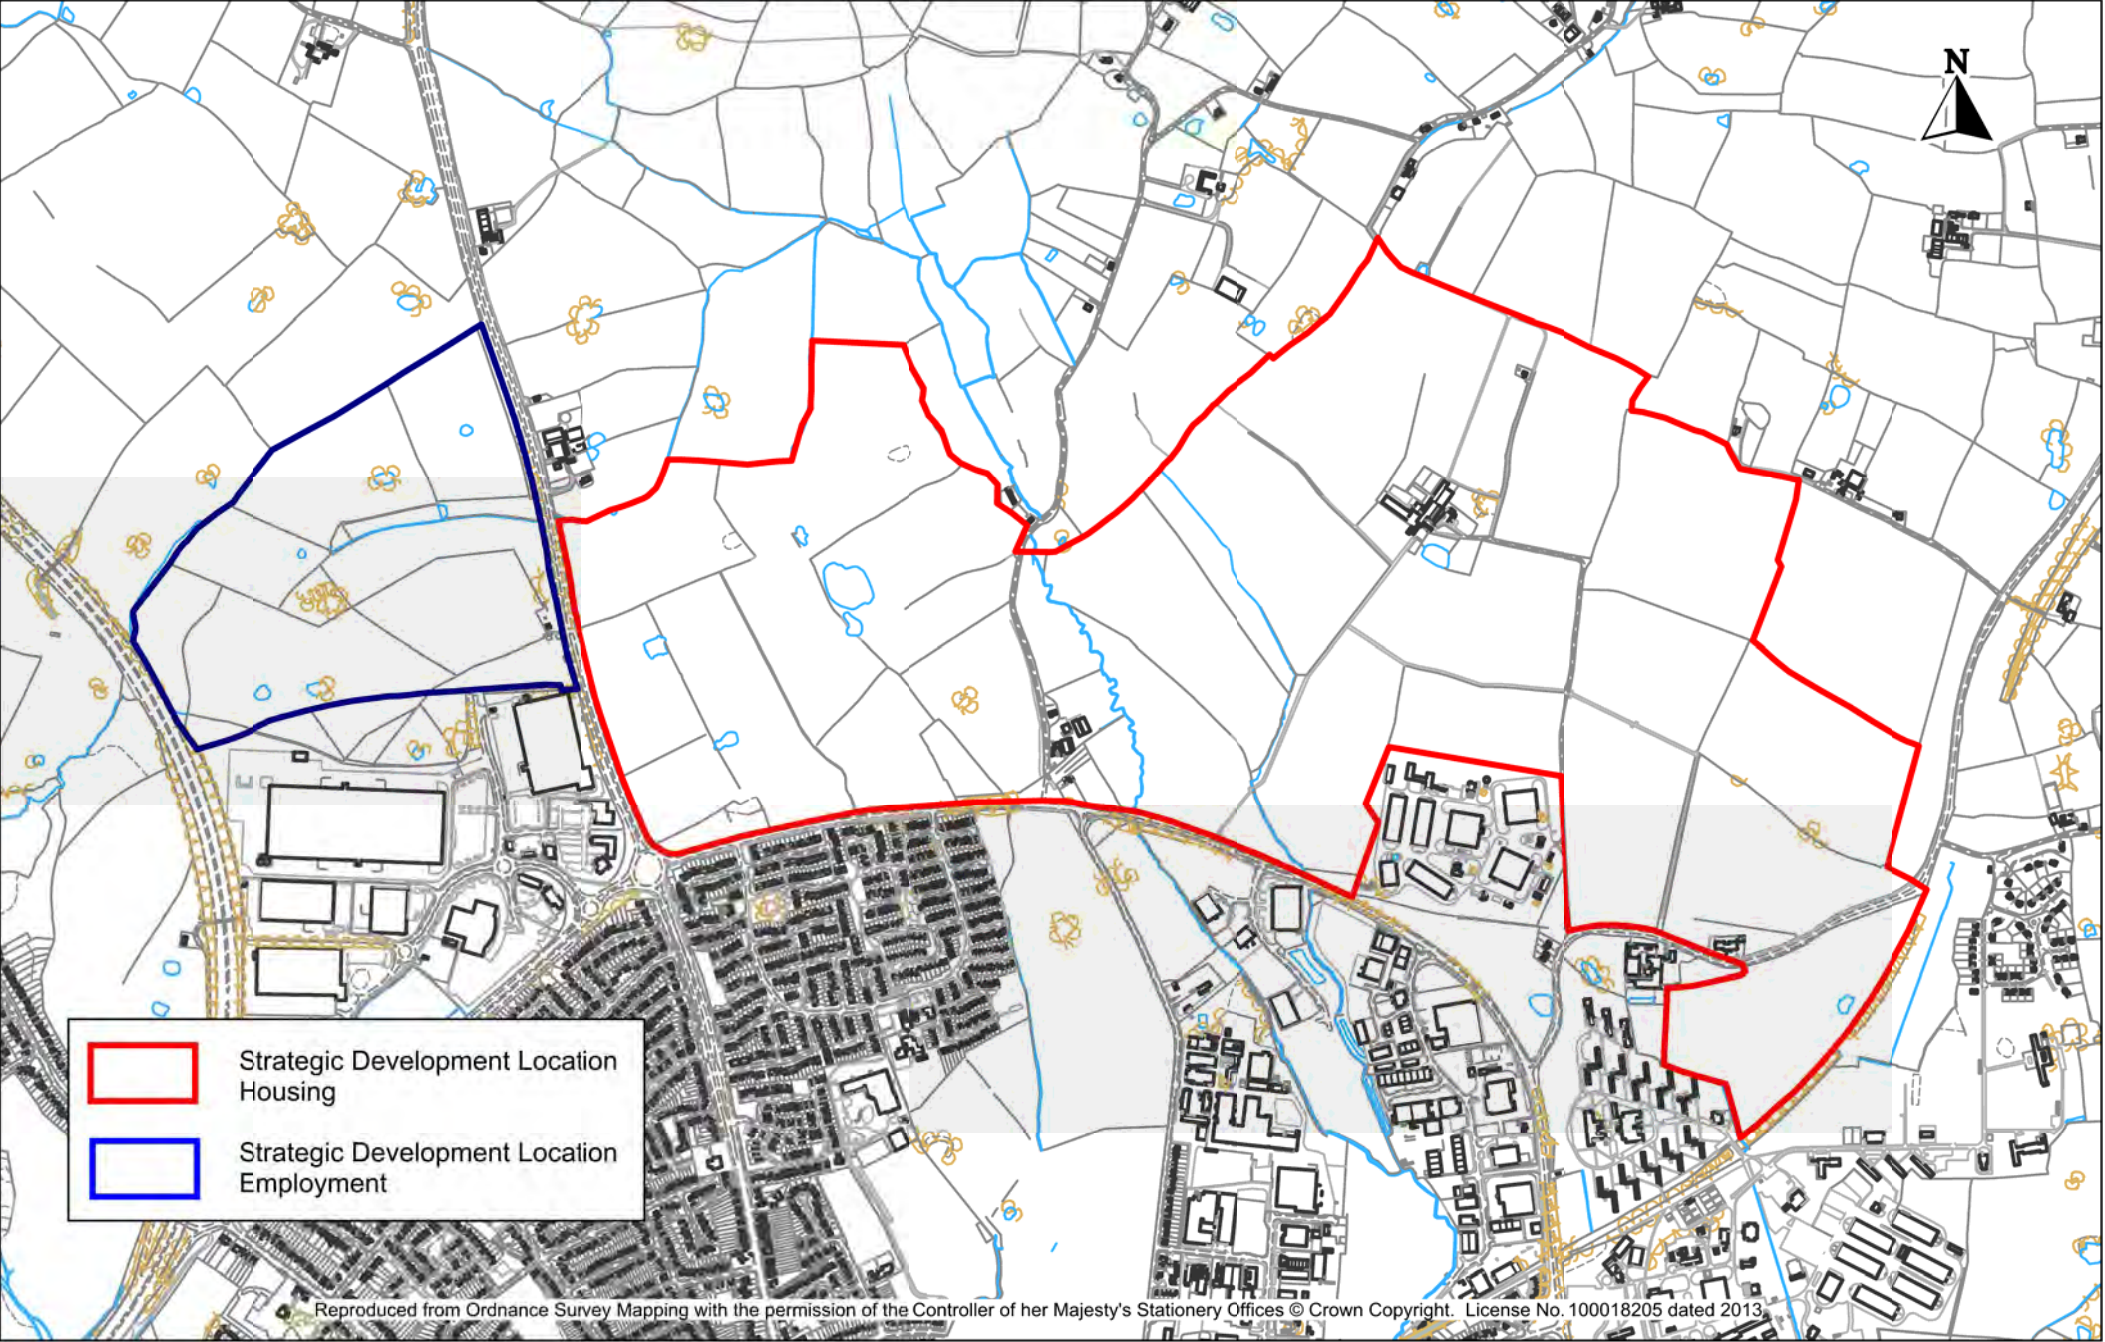 N
Strategic Development Location
Housing
Strategic Development Location
Employment
Reproduced from Ordnance Survey Mapping with the permission of the Controller of her Majesty's Stationery Offices © Crown Copyright. License No. 100018205 dated 2013